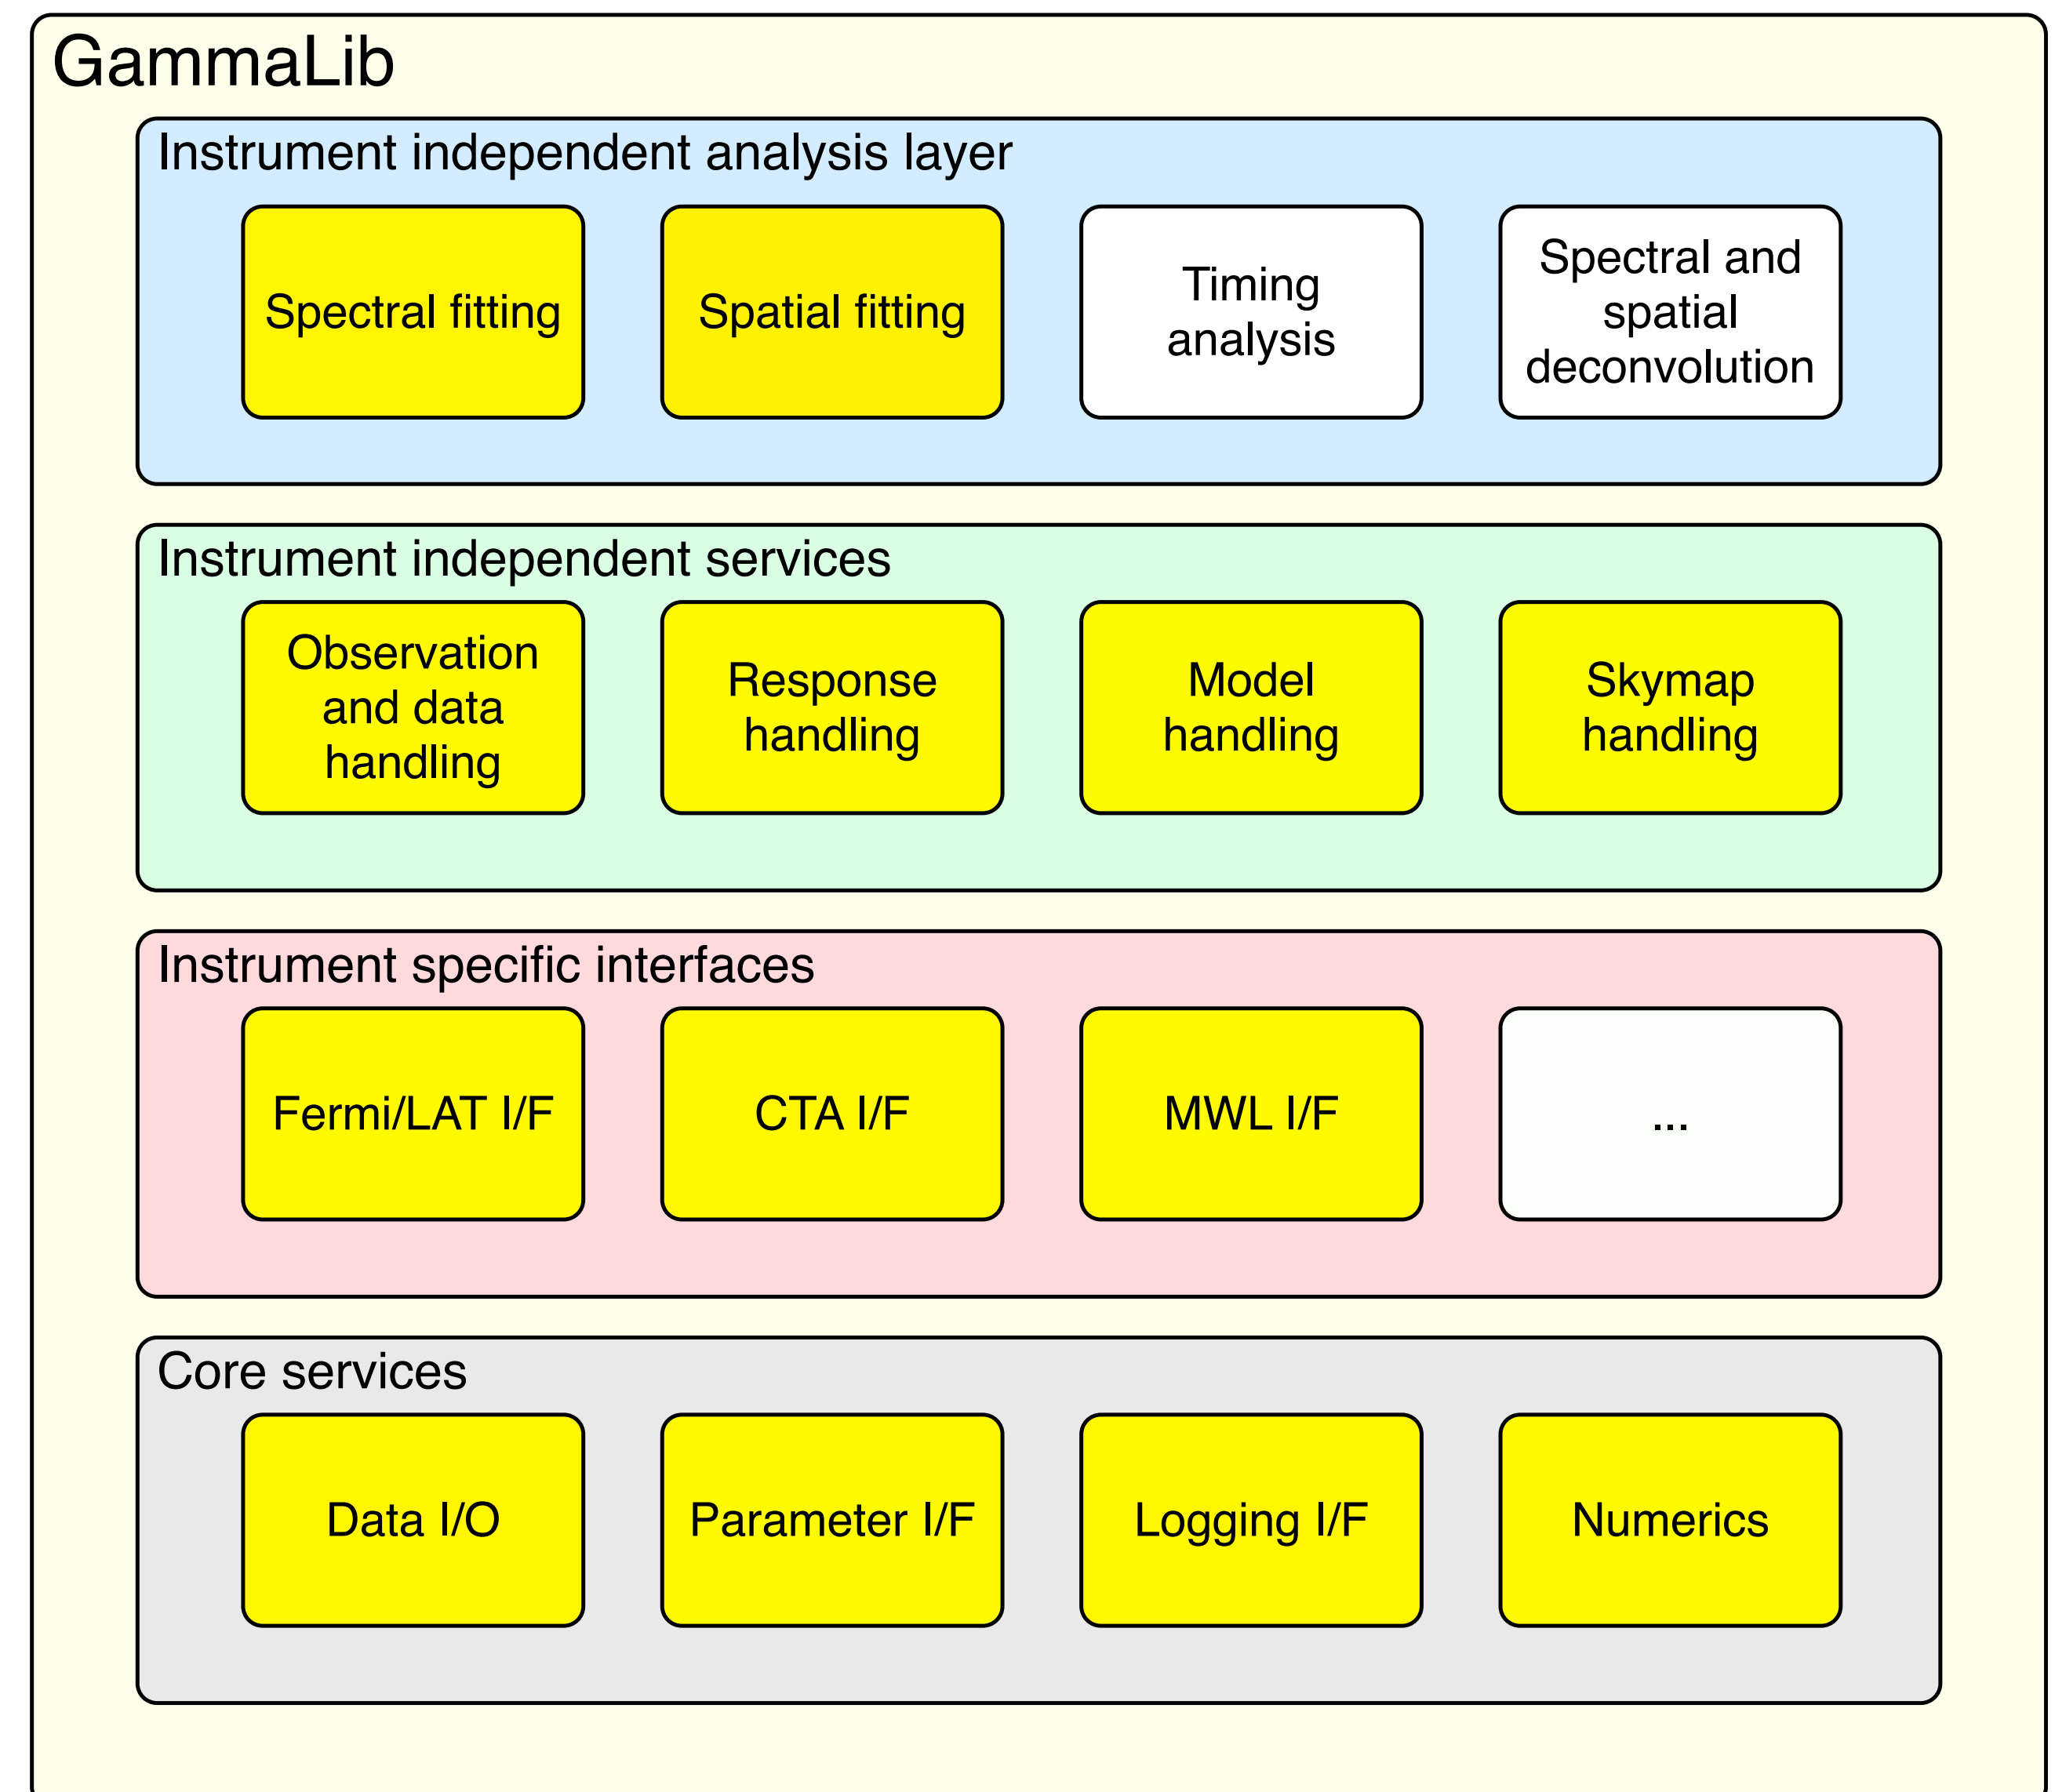 GammaLib
Instrument independent analysis layer
Spectral fitting
Spatial fitting
Timing
analysis
Spectral and
spatial
deconvolution
Instrument independent services
Observation
and data
handling
Response
handling
Model
handling
Skymap
handling
Instrument specific interfaces
Fermi/LAT I/F
CTA I/F
MWL I/F
...
Core services
Data I/O
Parameter I/F
Logging I/F
Numerics